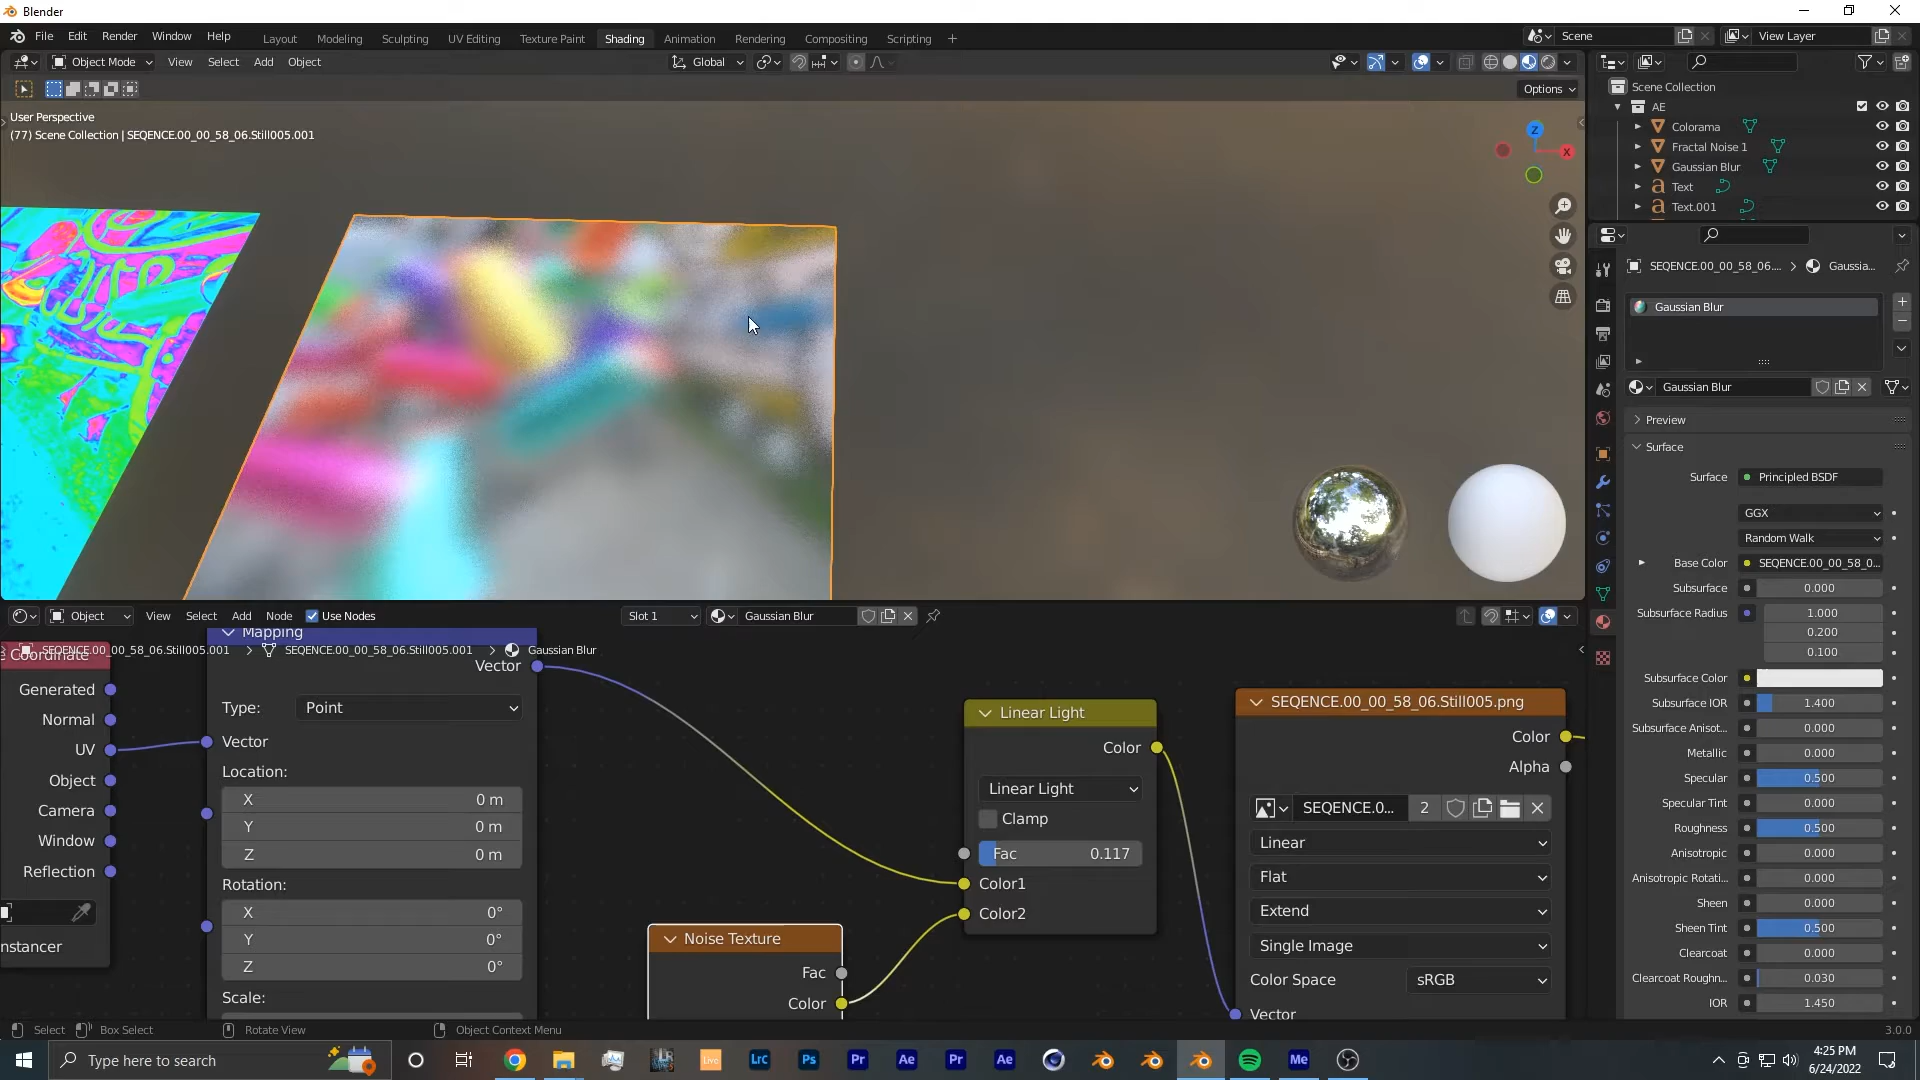 Blender
File Edit Render Window Help
Layout Modeling Sculpting UV Editing Texture Paint Shading Animation Rendering Compositing Scripting +
Scene
View Layer
Object Mode View Select Add Object
Global
Options
User Perspective
(77) Scene Collection | SEQENCE.00_00_58_06.Still005.001
Z
X
Scene Collection
AE
Colorama
Fractal Noise 1
Gaussian Blur
Text
Text.001
SEQENCE.00_00_58_06.... > Gaussia...
Gaussian Blur
Gaussian Blur
Preview
Surface
Surface Principled BSDF
GGX
Random Walk
Base Color SEQENCE.00_00_58_0...
Subsurface 0.000
Subsurface Radius 1.000
0.200
0.100
Subsurface Color
Subsurface IOR 1.400
Subsurface Anisot... 0.000
Metallic 0.000
Specular 0.500
Specular Tint 0.000
Roughness 0.500
Anisotropic 0.000
Anisotropic Rotati... 0.000
Sheen 0.000
Sheen Tint 0.500
Clearcoat 0.000
Clearcoat Roughn... 0.030
IOR 1.450
Object View Select Add Node Use Nodes
Slot 1
Gaussian Blur
SEQENCE.00_00_58_06.Still005.001 > SEQENCE.00_00_58_06.Still005.001 > Gaussian Blur
e Coordinate
Generated
Normal
UV
Object
Camera
Window
Reflection
nstancer
Mapping
Vector
Type: Point
Vector
Location:
X 0 m
Y 0 m
Z 0 m
Rotation:
X 0°
Y 0°
Z 0°
Scale:
Noise Texture
Fac
Color
Linear Light
Color
Linear Light
Clamp
Fac 0.117
Color1
Color2
SEQENCE.00_00_58_06.Still005.png
Color
Alpha
SEQENCE.0... 2
Linear
Flat
Extend
Single Image
Color Space sRGB
Vector
Select Box Select Rotate View Object Context Menu
3.0.0
Type here to search
Live LrC Ps Pr Ae Pr Ae Me
4:25 PM
6/24/2022